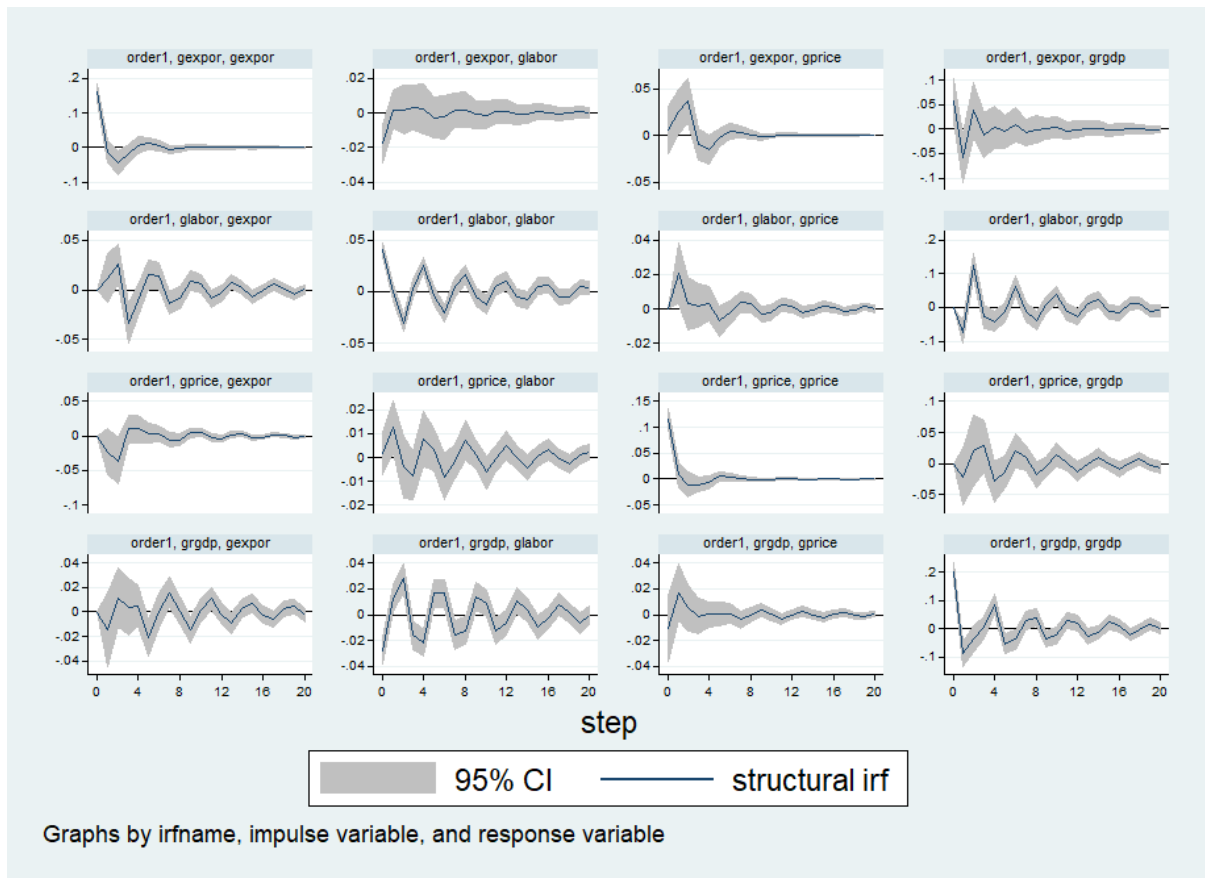 order1, gexpor, gexpor
order1, gexpor, glabor
order1, gexpor, gprice
order1, gexpor, grgdp
.2
.1
0
-.1
.02
0
-.02
-.04
.05
0
-.05
.1
.05
0
-.05
-.1
order1, glabor, gexpor
order1, glabor, glabor
order1, glabor, gprice
order1, glabor, grgdp
.05
0
-.05
.05
0
-.05
.04
.02
0
-.02
.2
.1
0
-.1
order1, gprice, gexpor
order1, gprice, glabor
order1, gprice, gprice
order1, gprice, grgdp
.05
0
-.05
-.1
.02
.01
0
-.01
-.02
.15
.1
.05
0
-.05
.1
.05
0
-.05
order1, grgdp, gexpor
order1, grgdp, glabor
order1, grgdp, gprice
order1, grgdp, grgdp
.04
.02
0
-.02
-.04
.04
.02
0
-.02
-.04
.04
.02
0
-.02
-.04
.2
.1
0
-.1
0 4 8 12 16 20
0 4 8 12 16 20
0 4 8 12 16 20
0 4 8 12 16 20
step
95% CI
structural irf
Graphs by irfname, impulse variable, and response variable